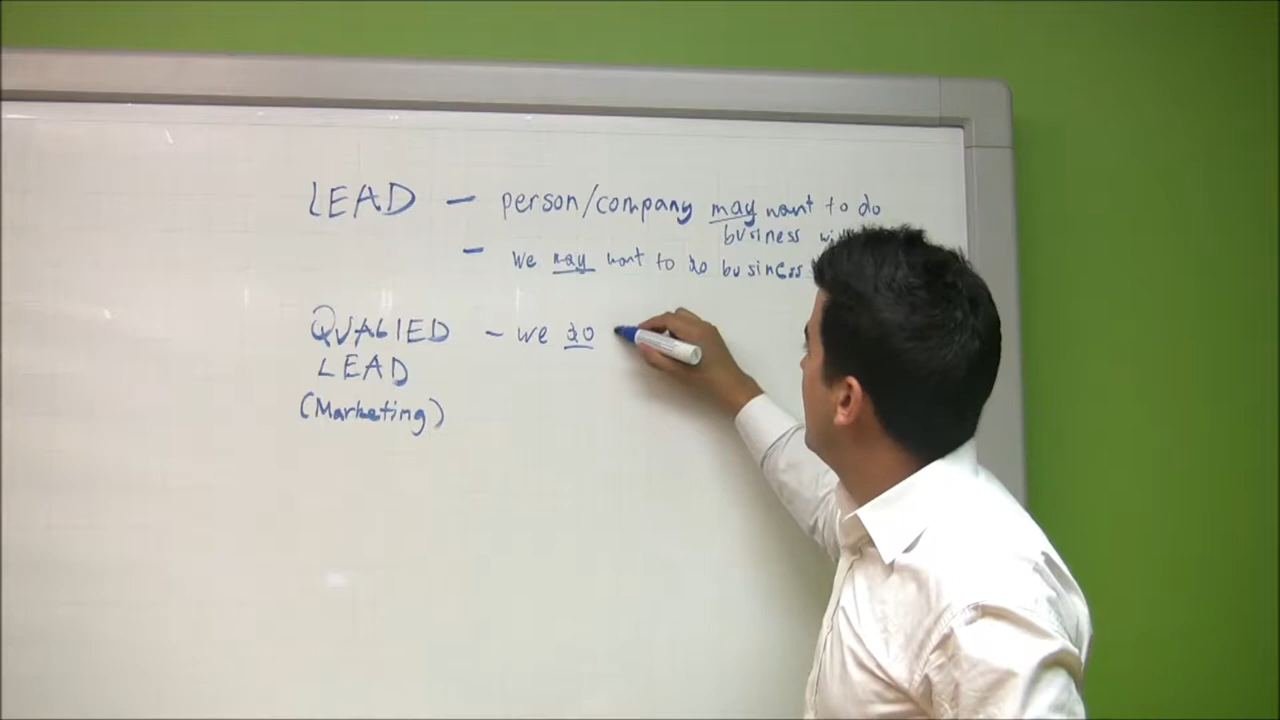 LEAD - person/company may want to do
business
- we may want to do business
QUALIED - we do
LEAD
(Marketing)